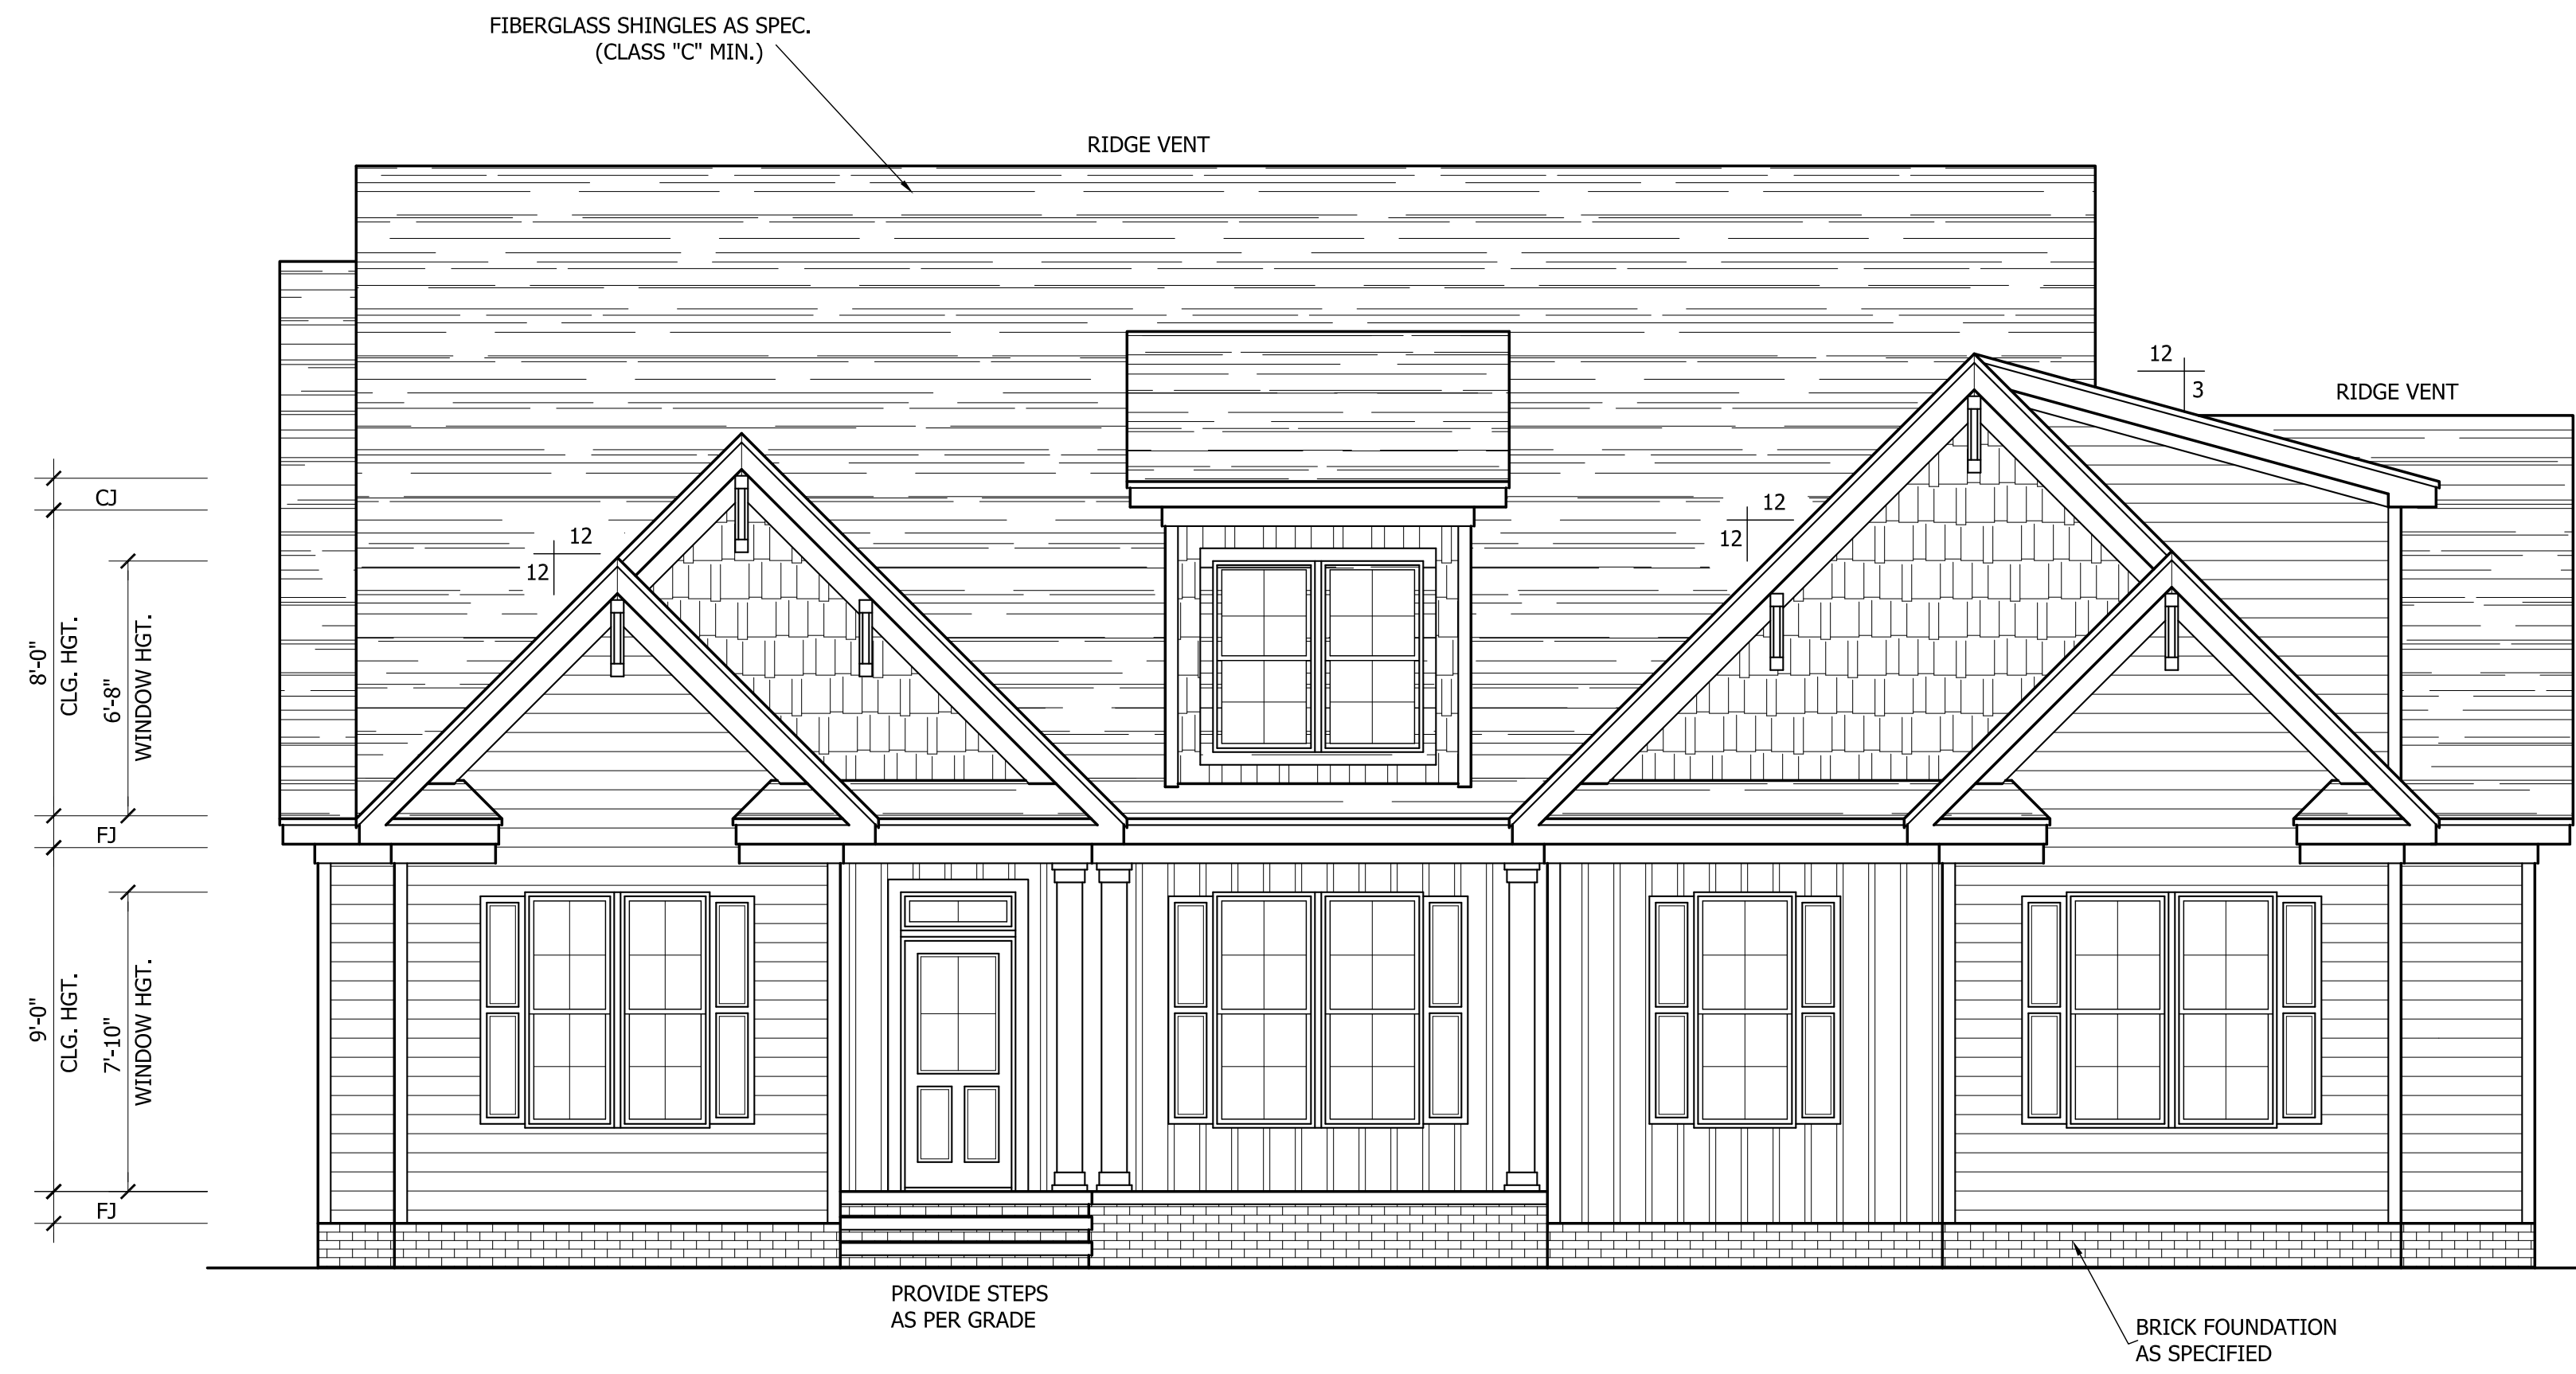 FIBERGLASS SHINGLES AS SPEC.
(CLASS "C" MIN.)
RIDGE VENT
12
3
RIDGE VENT
CJ
12
12
12
12
8'-0"
CLG. HGT.
6'-8"
WINDOW HGT.
FJ
9'-0"
CLG. HGT.
7'-10"
WINDOW HGT.
FJ
PROVIDE STEPS
AS PER GRADE
BRICK FOUNDATION
AS SPECIFIED